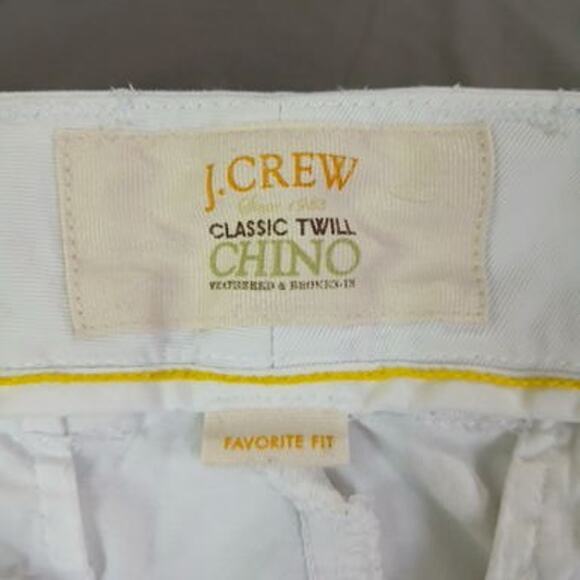 J.CREW
Since 1983
CLASSIC TWILL
CHINO
WEATHERED & BROKEN-IN
FAVORITE FIT